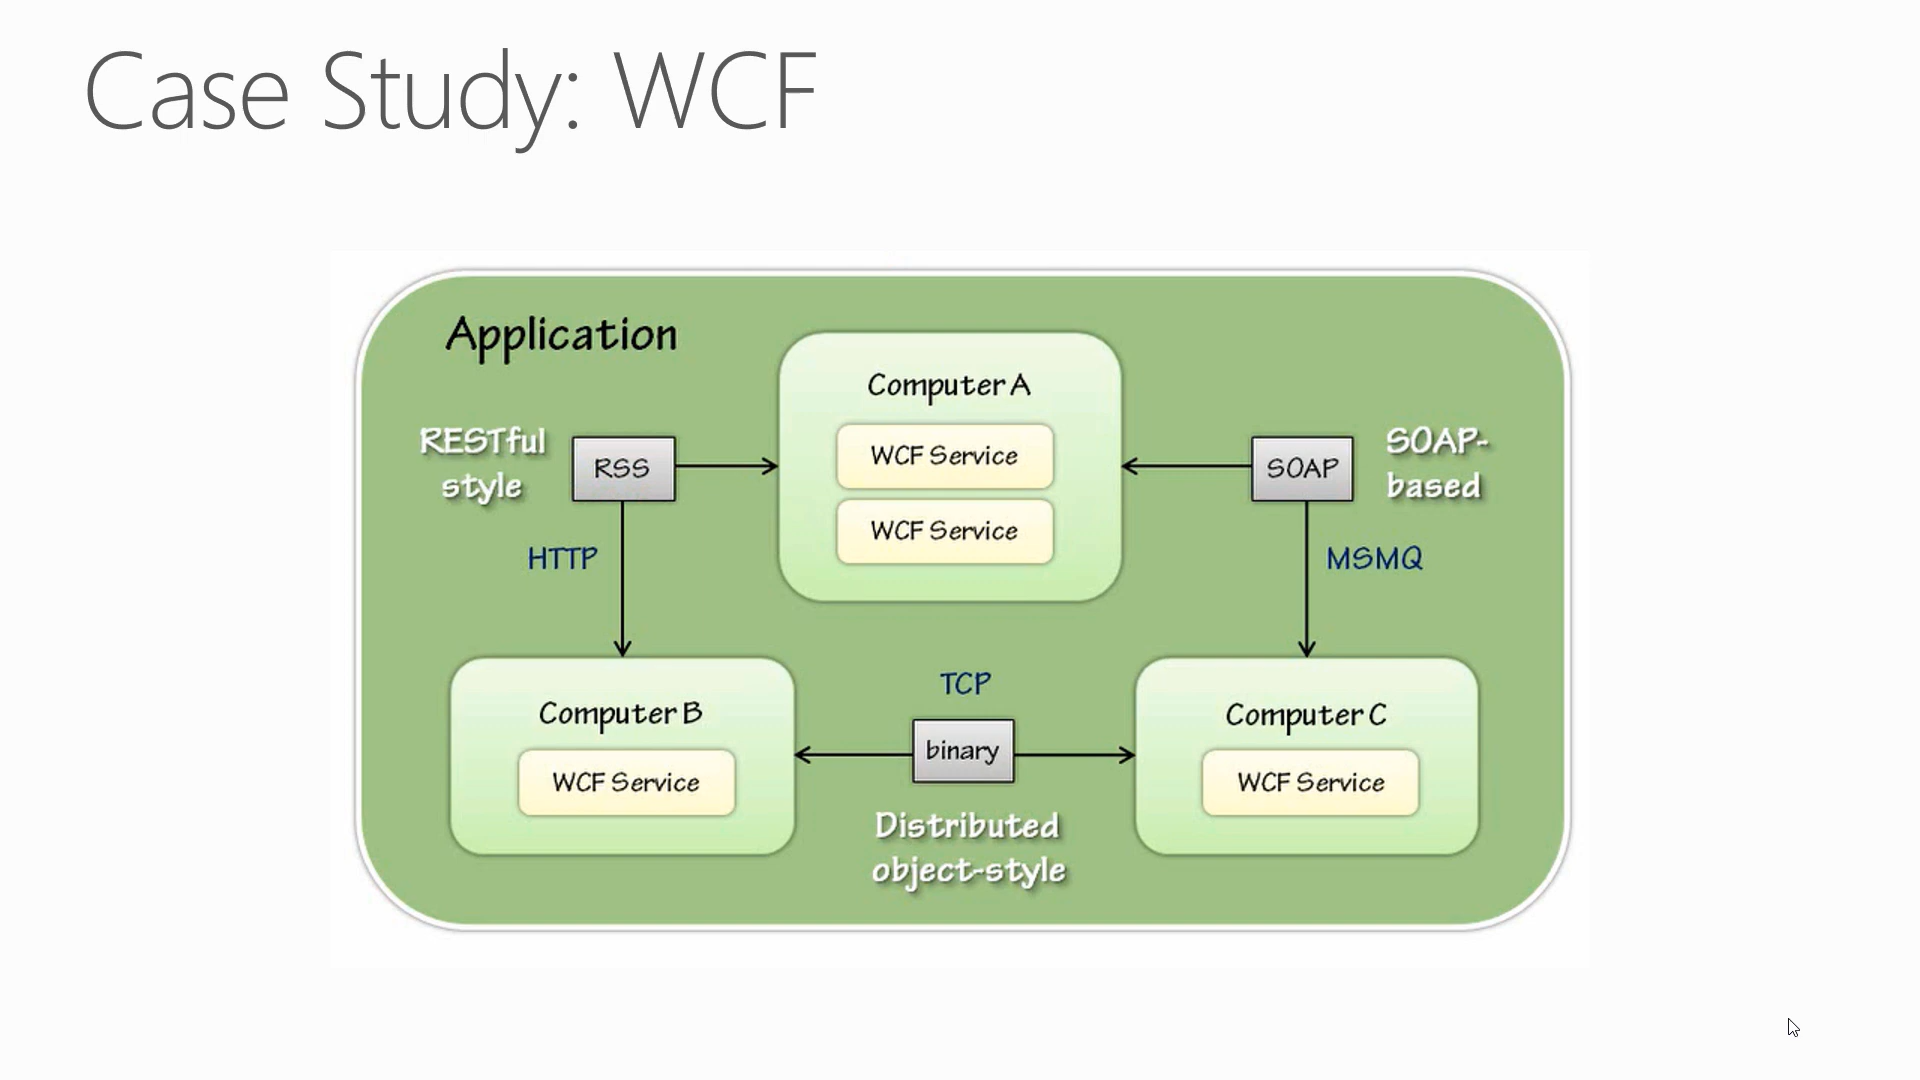 Case Study: WCF
Application
Computer A
WCF Service
WCF Service
RESTful
style
RSS
HTTP
SOAP
SOAP-
based
MSMQ
Computer B
WCF Service
TCP
binary
Distributed
object-style
Computer C
WCF Service